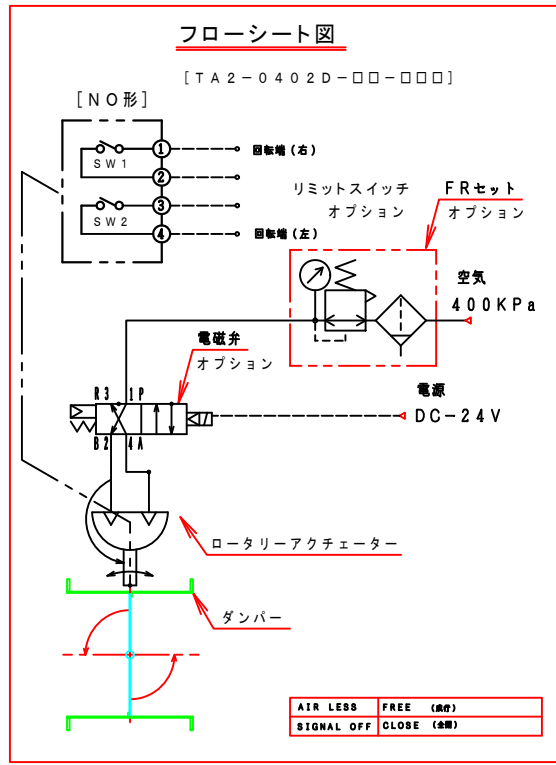 フローシート図
[TA2-0402D-□□-□□□]
[NO形]
SW1
1
2
回転端(右)
SW2
3
4
回転端(左)
リミットスイッチ
オプション
FRセット
オプション
空気
400KPa
電磁弁
オプション
R3 1P
B2 4A
電源
DC-24V
ロータリーアクチェーター
ダンパー
AIR LESS FREE
SIGNAL OFF CLOSE (全閉)